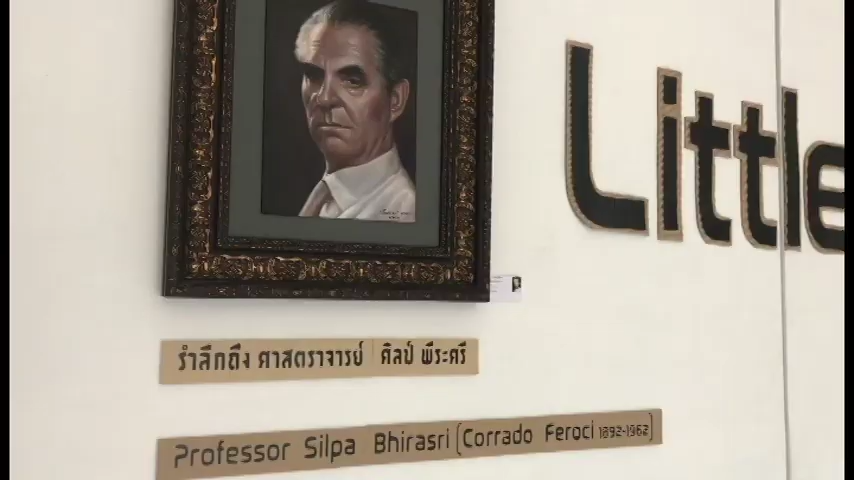 Little
รำลึกถึง ศาสตราจารย์ ศิลป์ พีระศรี
Professor Silpa Bhirasri (Corrado Feroci 1892-1962)